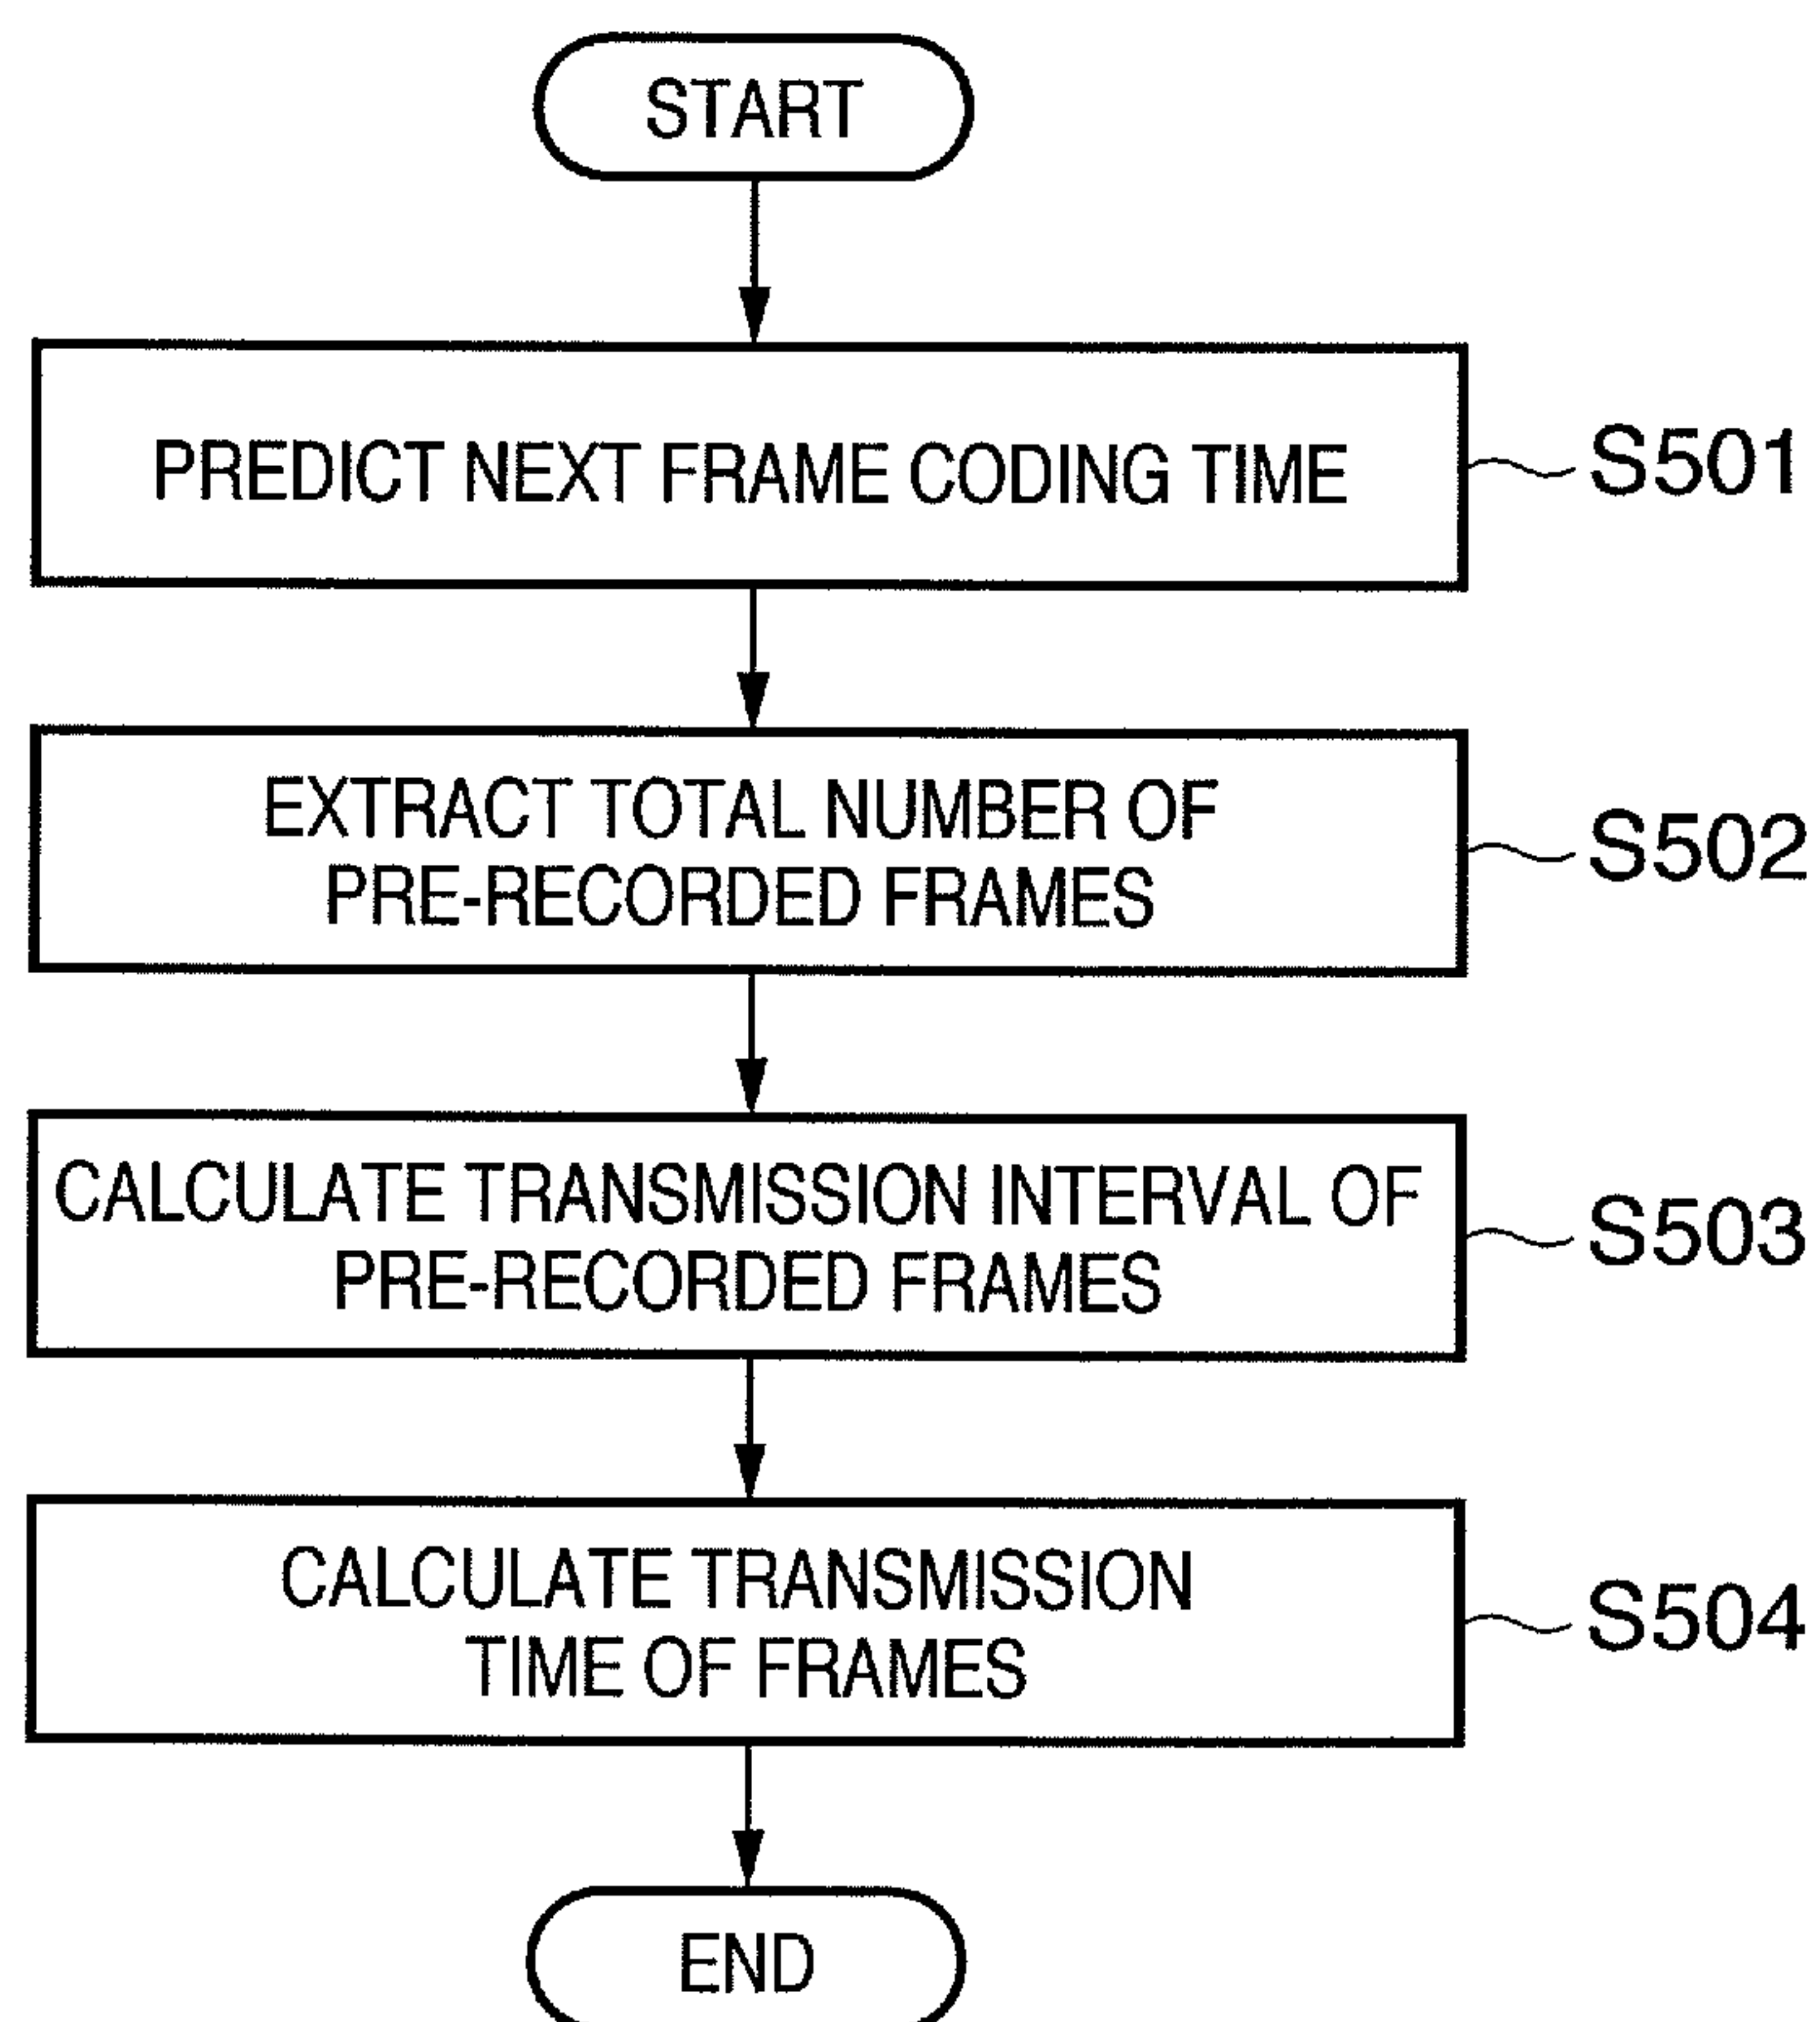 START
PREDICT NEXT FRAME CODING TIME
S501
EXTRACT TOTAL NUMBER OF
PRE-RECORDED FRAMES
S502
CALCULATE TRANSMISSION INTERVAL OF
PRE-RECORDED FRAMES
S503
CALCULATE TRANSMISSION
TIME OF FRAMES
S504
END